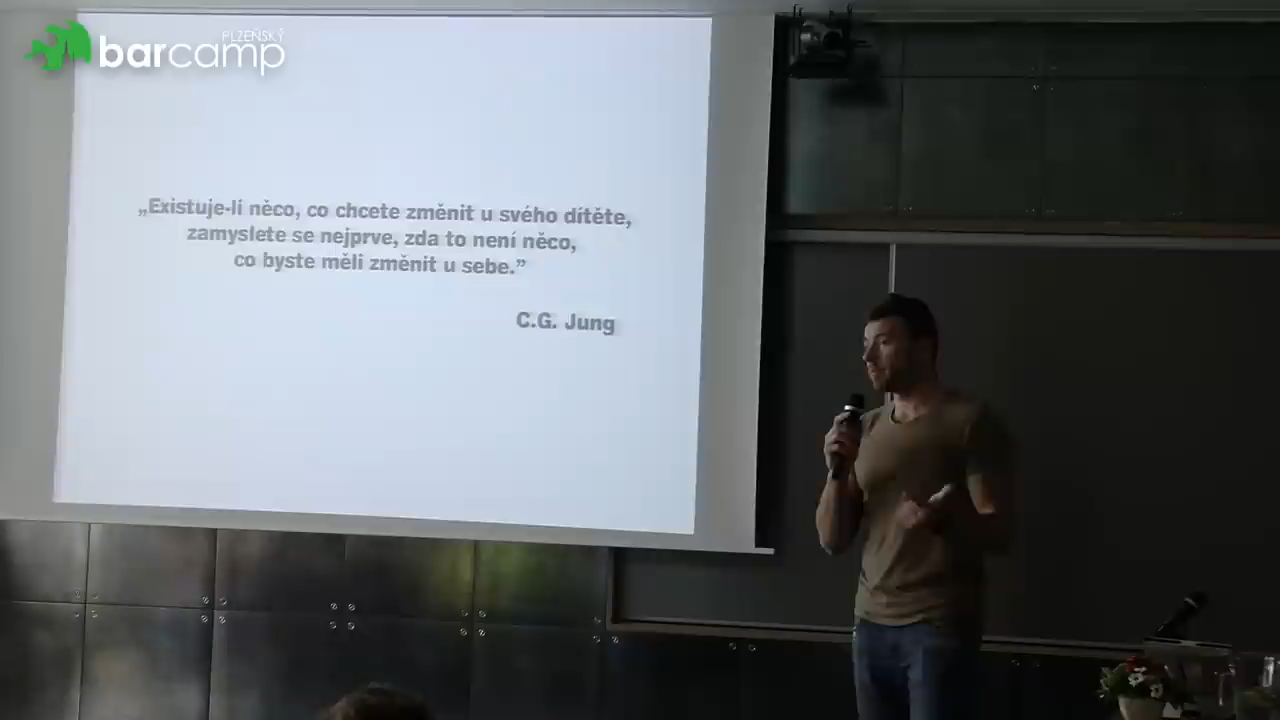 PLZEŇSKÝ
barcamp
„Existuje-li něco, co chcete změnit u svého dítěte,
zamyslete se nejprve, zda to není něco,
co byste měli změnit u sebe.”
C.G. Jung